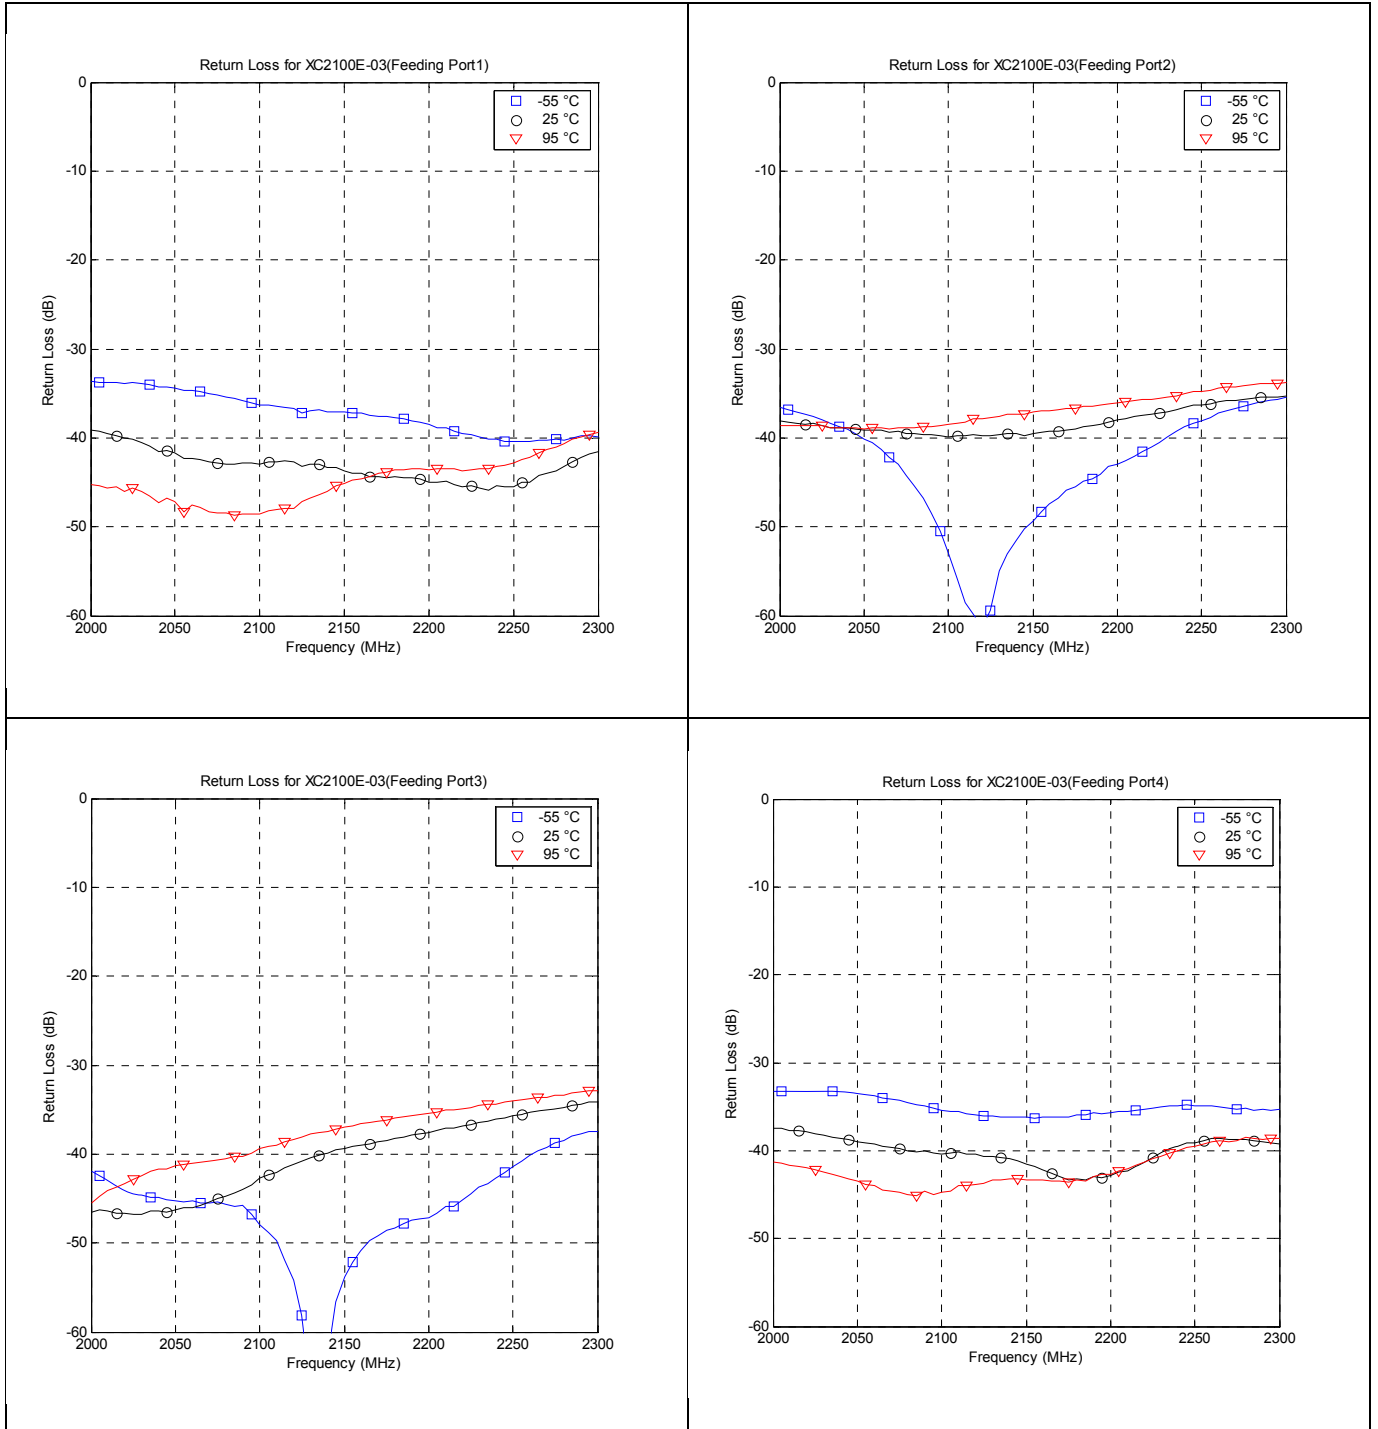 Return Loss for XC2100E-03(Feeding Port1)
0
-10
-20
-30
-40
-50
-60
Return Loss (dB)
-55 °C
25 °C
95 °C
2000 2050 2100 2150 2200 2250 2300
Frequency (MHz)
Return Loss for XC2100E-03(Feeding Port2)
0
-10
-20
-30
-40
-50
-60
Return Loss (dB)
-55 °C
25 °C
95 °C
2000 2050 2100 2150 2200 2250 2300
Frequency (MHz)
Return Loss for XC2100E-03(Feeding Port3)
0
-10
-20
-30
-40
-50
-60
Return Loss (dB)
-55 °C
25 °C
95 °C
2000 2050 2100 2150 2200 2250 2300
Frequency (MHz)
Return Loss for XC2100E-03(Feeding Port4)
0
-10
-20
-30
-40
-50
-60
Return Loss (dB)
-55 °C
25 °C
95 °C
2000 2050 2100 2150 2200 2250 2300
Frequency (MHz)